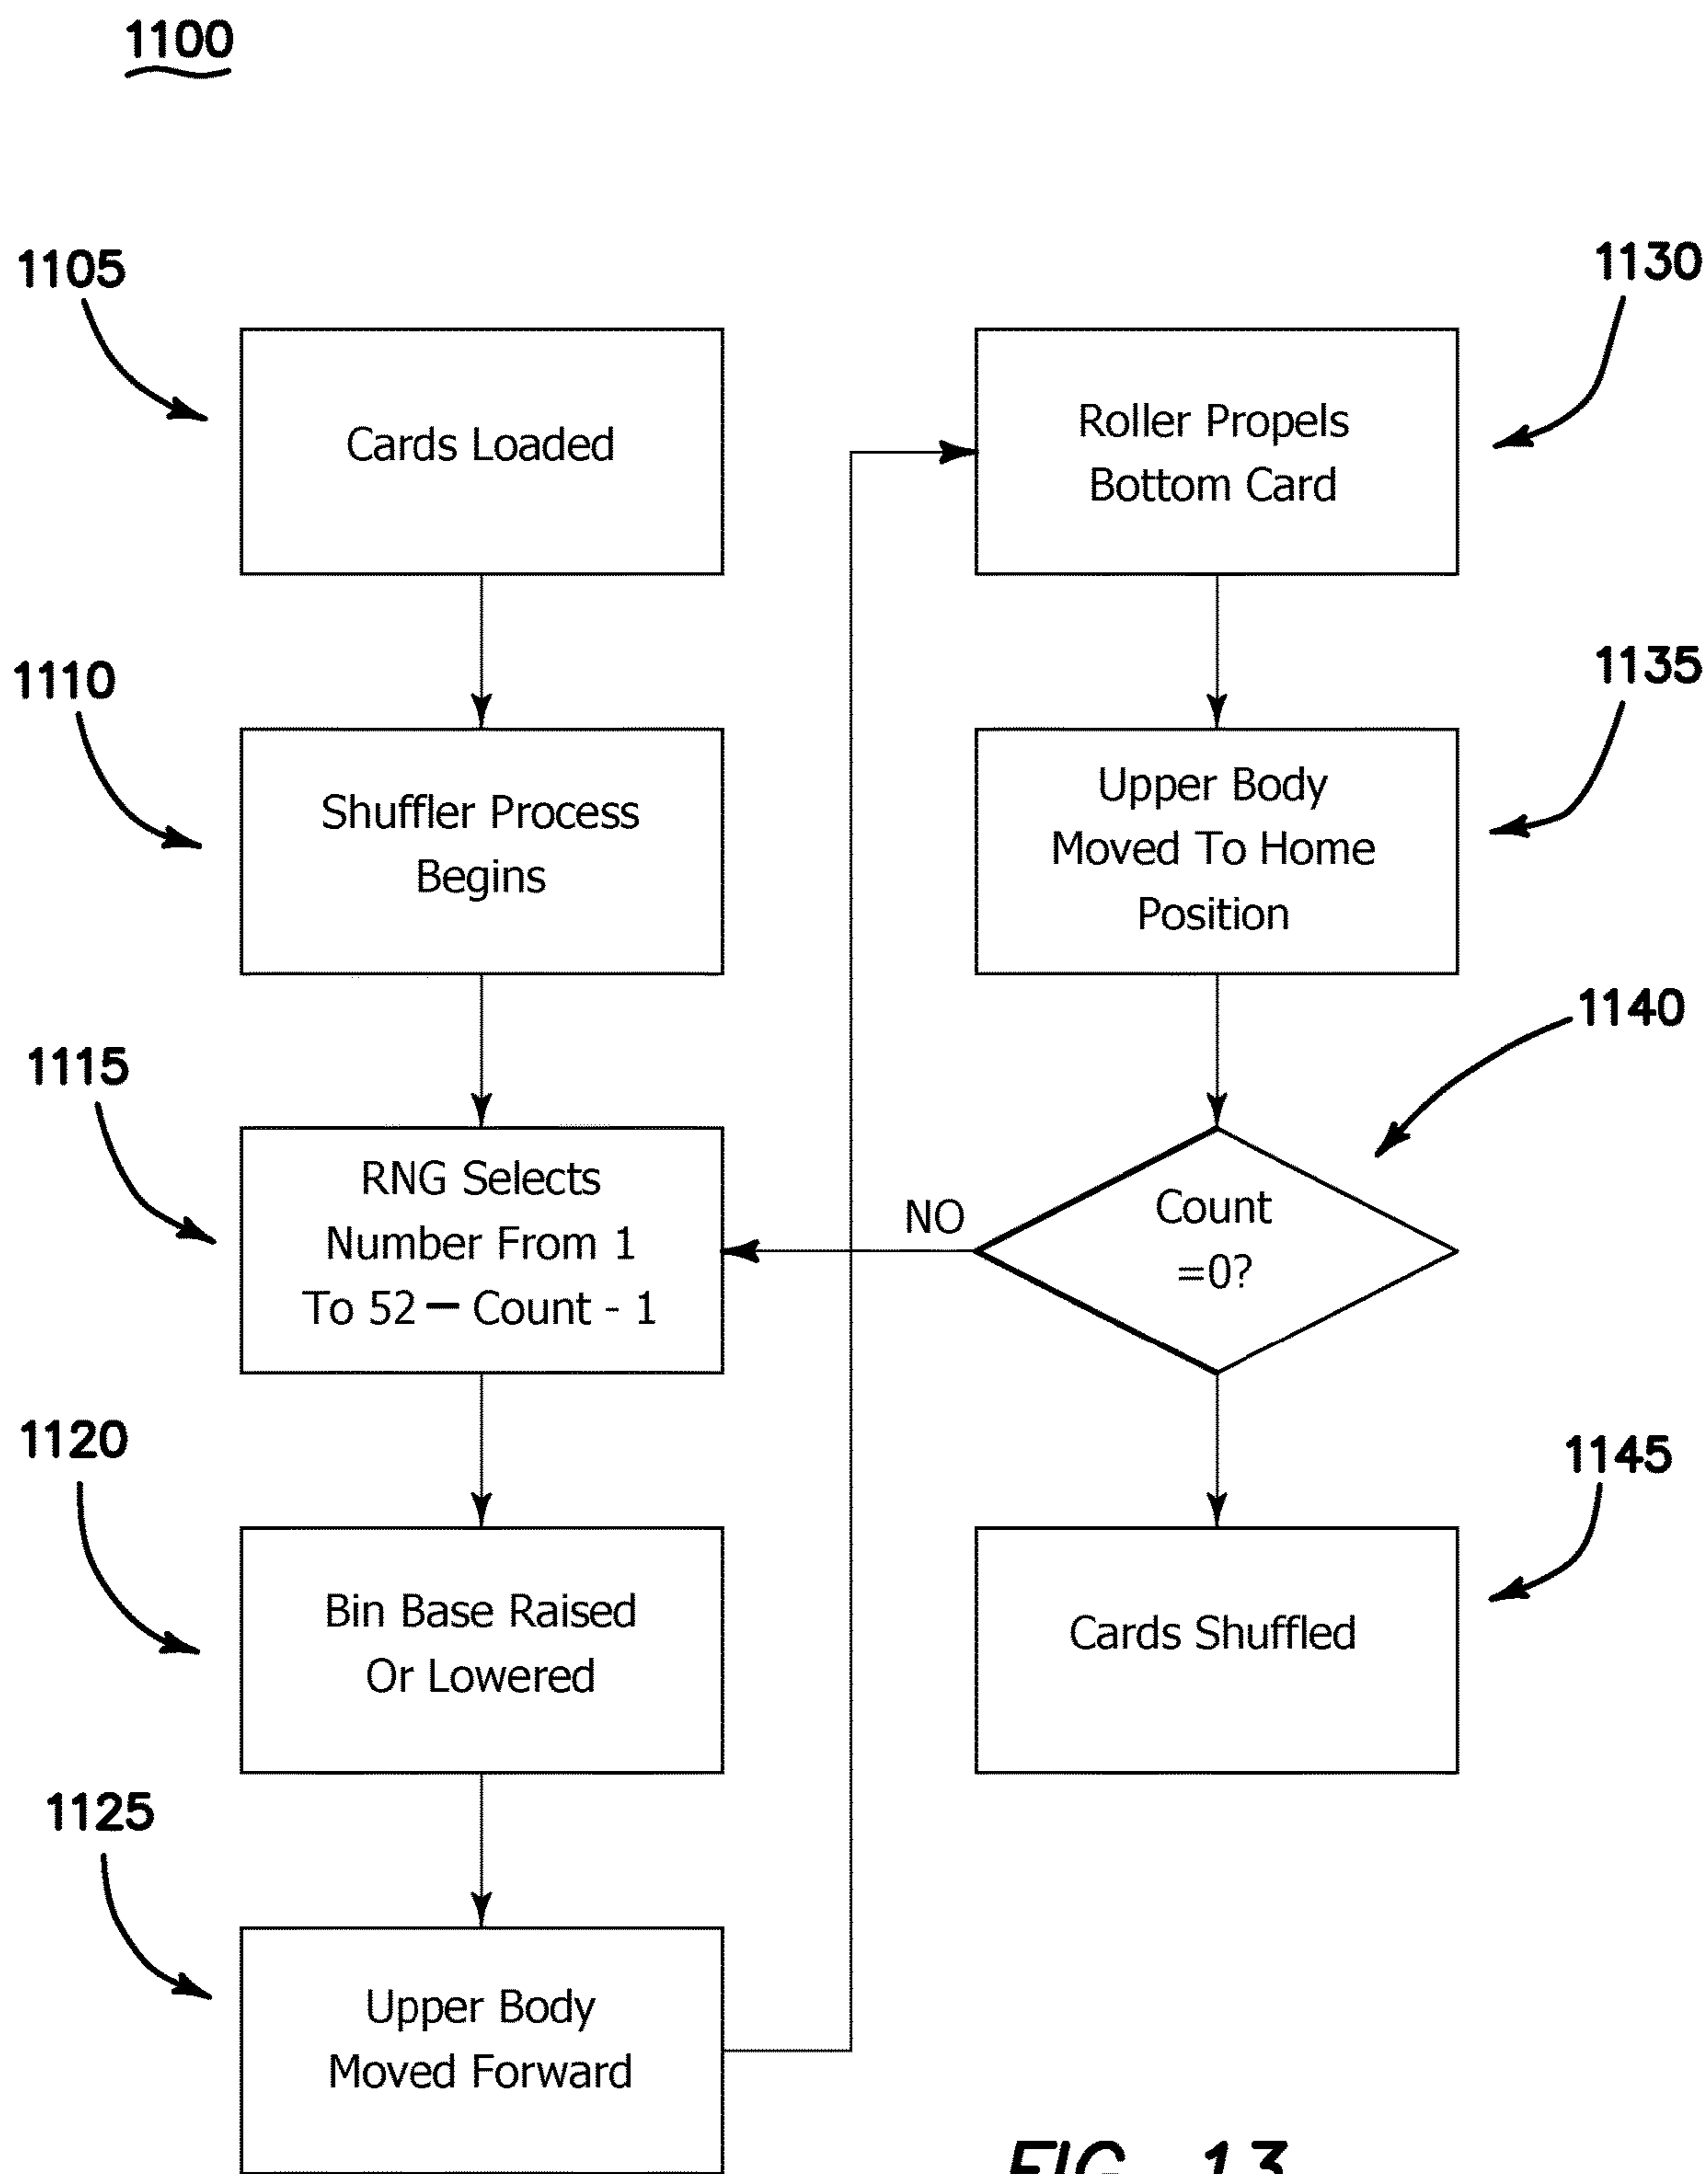 1100
1105
Cards Loaded
1110
Shuffler Process
Begins
1115
RNG Selects
Number From 1
To 52 — Count - 1
1120
Bin Base Raised
Or Lowered
1125
Upper Body
Moved Forward
1130
Roller Propels
Bottom Card
1135
Upper Body
Moved To Home
Position
1140
Count
=0?
NO
1145
Cards Shuffled
FIG. 13